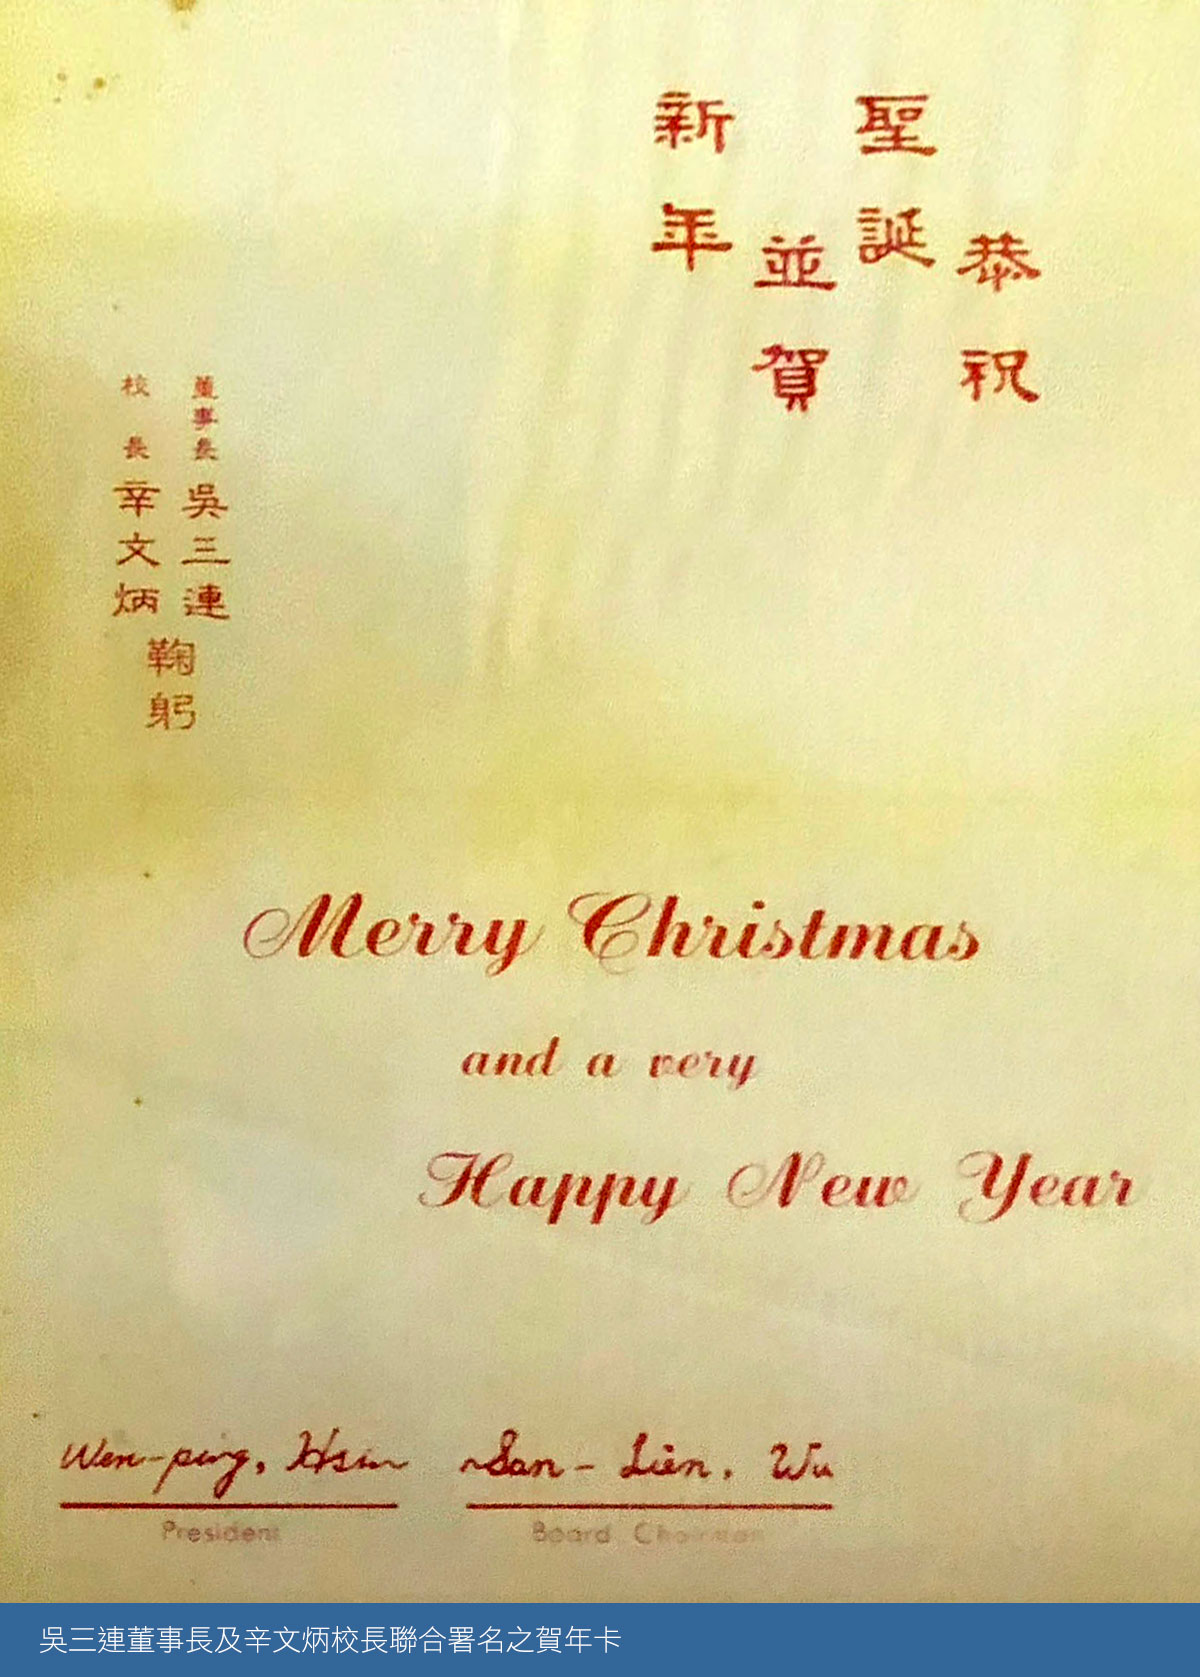 恭祝
聖誕
並賀
新年
董事長 吳三連
校長 辛文炳
鞠躬
Merry Christmas
and a very
Happy New Year
Wen-ping, Hsin
San-Lien, Wu
President
Board Chairman
吳三連董事長及辛文炳校長聯合署名之賀年卡